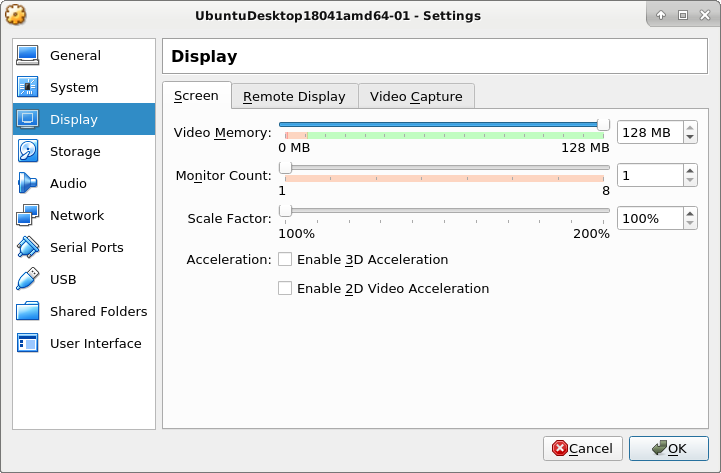 UbuntuDesktop18041amd64-01 - Settings
General
System
Display
Storage
Audio
Network
Serial Ports
USB
Shared Folders
User Interface
Display
Screen Remote Display Video Capture
Video Memory: 128 MB
0 MB 128 MB
Monitor Count: 1
1 8
Scale Factor: 100%
100% 200%
Acceleration: Enable 3D Acceleration
Enable 2D Video Acceleration
Cancel OK